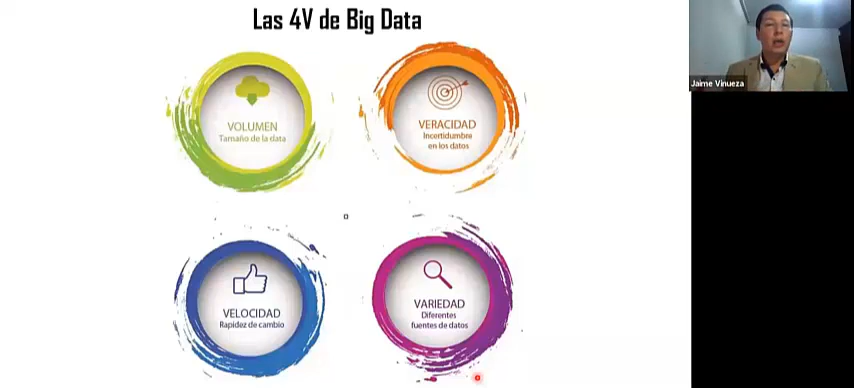 Las 4V de Big Data
VOLUMEN
Tamaño de la data
VERACIDAD
Incertidumbre
en los datos
VELOCIDAD
Rapidez de cambio
VARIEDAD
Diferentes
fuentes de datos
Jaime Vinueza